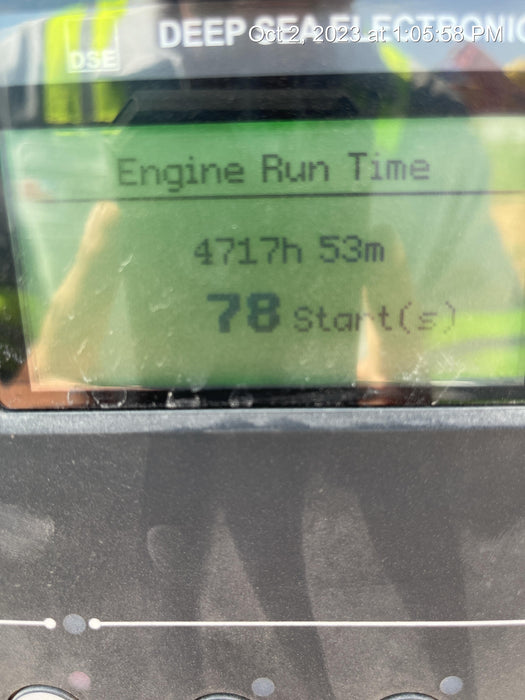 DEEP SEA ELECTRONIC
Oct 2, 2023 at 1:05:58 PM
DSE
Engine Run Time
4717h 53m
78 Start(s)